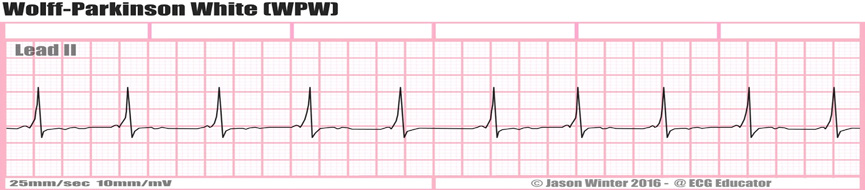 Wolff-Parkinson White (WPW)
Lead II
25mm/sec 10mm/mV
© Jason Winter 2016 - @ ECG Educator